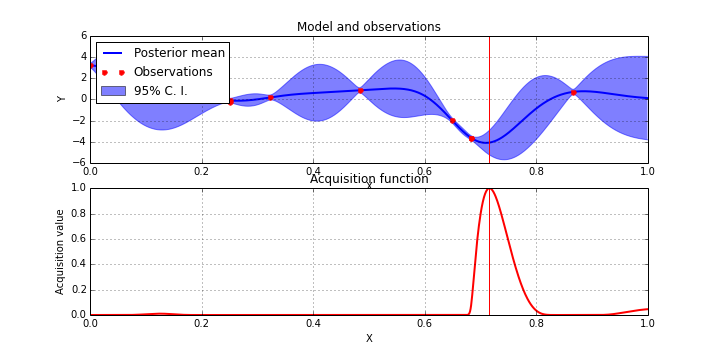 Model and observations
6
4
2
0
−2
−4
−6
Y
Posterior mean
Observations
95% C. I.
0.0 0.2 0.4 0.6 0.8 1.0
X
Acquisition function
1.0
0.8
0.6
0.4
0.2
0.0
Acquisition value
0.0 0.2 0.4 0.6 0.8 1.0
X